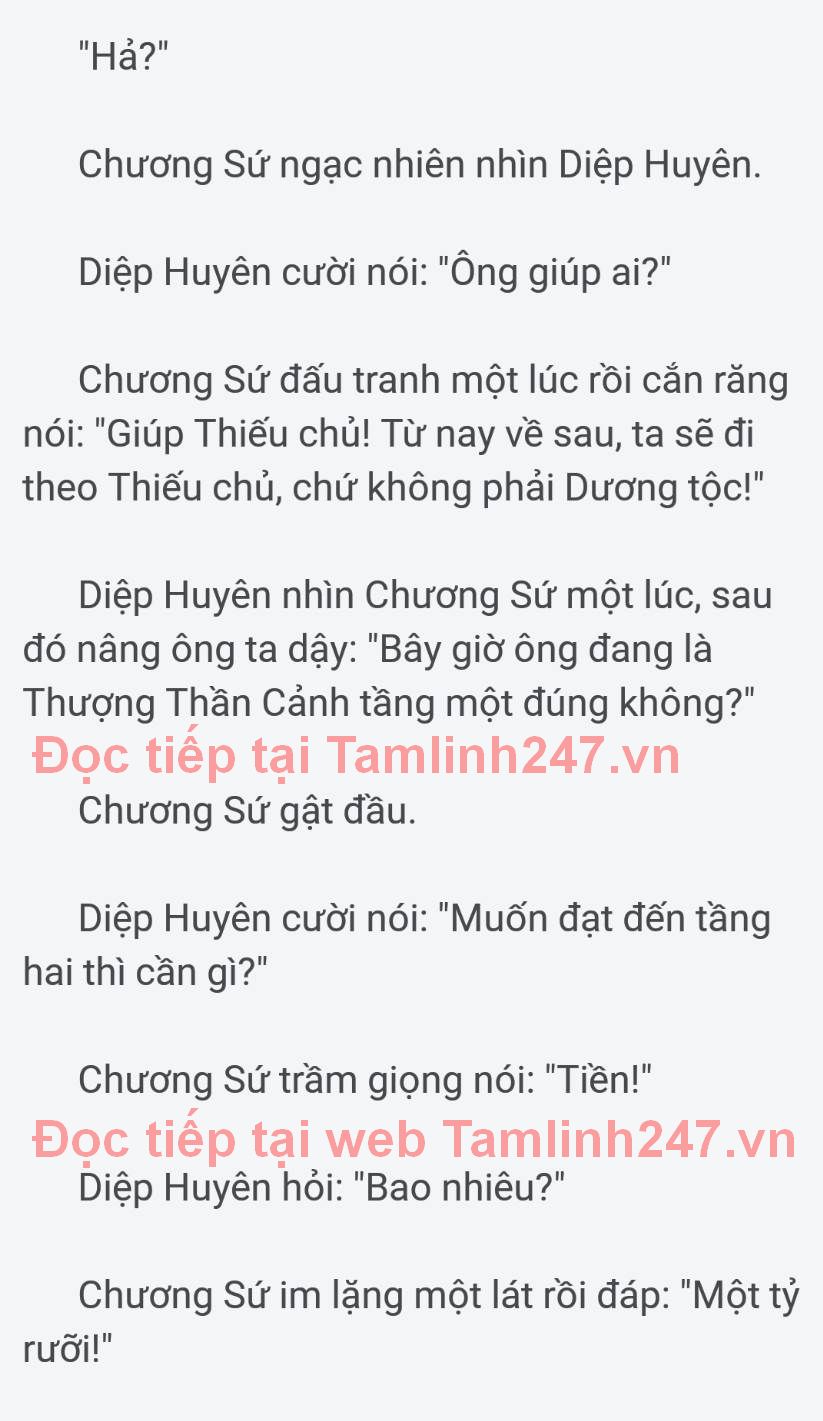 "Hả?"
Chương Sứ ngạc nhiên nhìn Diệp Huyên.
Diệp Huyên cười nói: "Ông giúp ai?"
Chương Sứ đấu tranh một lúc rồi cắn răng
nói: "Giúp Thiếu chủ! Từ nay về sau, ta sẽ đi
theo Thiếu chủ, chứ không phải Dương tộc!"
Diệp Huyên nhìn Chương Sứ một lúc, sau
đó nâng ông ta dậy: "Bây giờ ông đang là
Thượng Thần Cảnh tầng một đúng không?"
Đọc tiếp tại Tamlinh247.vn
Chương Sứ gật đầu.
Diệp Huyên cười nói: "Muốn đạt đến tầng
hai thì cần gì?"
Chương Sứ trầm giọng nói: "Tiền!"
Đọc tiếp tại web Tamlinh247.vn
Diệp Huyên hỏi: "Bao nhiêu?"
Chương Sứ im lặng một lát rồi đáp: "Một tỷ
rưỡi!"